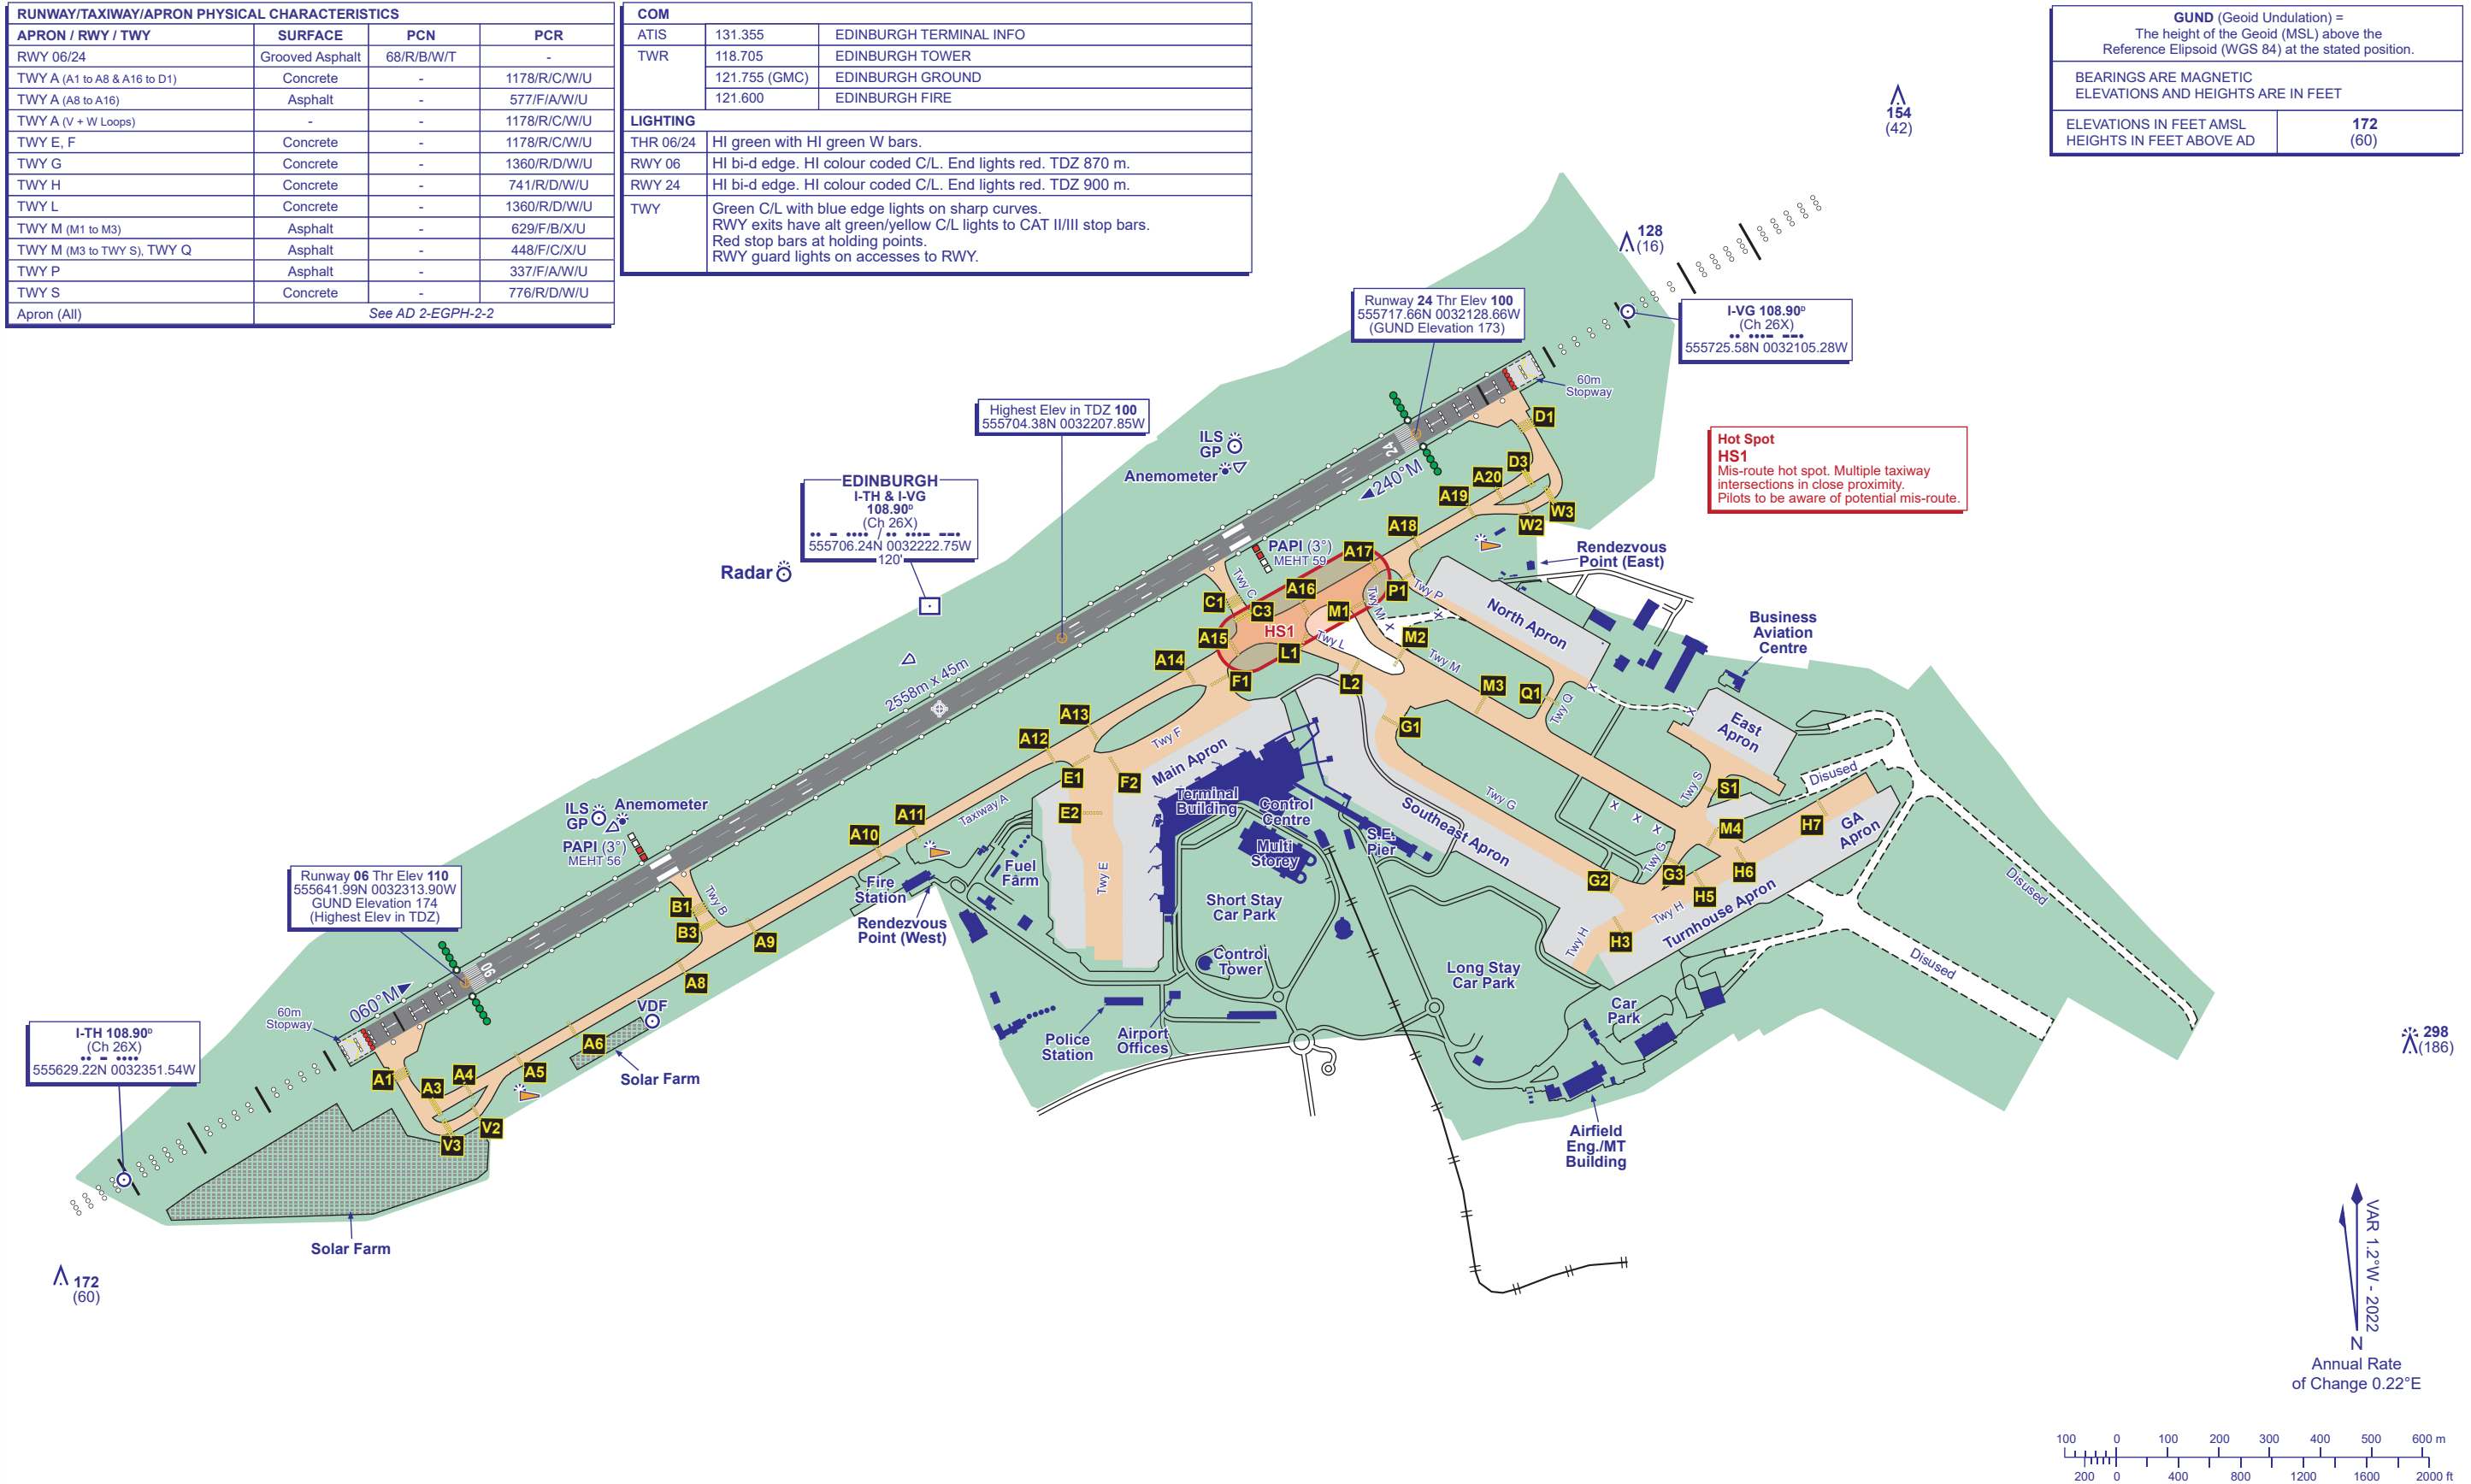 RUNWAY/TAXIWAY/APRON PHYSICAL CHARACTERISTICS
APRON / RWY / TWY SURFACE PCN PCR
RWY 06/24 Grooved Asphalt 68/R/B/W/T -
TWY A (A1 to A8 & A16 to D1) Concrete - 1178/R/C/W/U
TWY A (A8 to A16) Asphalt - 577/F/A/W/U
TWY A (V + W Loops) - - 1178/R/C/W/U
TWY E, F Concrete - 1178/R/C/W/U
TWY G Concrete - 1360/R/D/W/U
TWY H Concrete - 741/R/D/W/U
TWY L Concrete - 1360/R/D/W/U
TWY M (M1 to M3) Asphalt - 629/F/B/X/U
TWY M (M3 to TWY S), TWY Q Asphalt - 448/F/C/X/U
TWY P Asphalt - 337/F/A/W/U
TWY S Concrete - 776/R/D/W/U
Apron (All) See AD 2-EGPH-2-2
COM
ATIS 131.355 EDINBURGH TERMINAL INFO
TWR 118.705 EDINBURGH TOWER
121.755 (GMC) EDINBURGH GROUND
121.600 EDINBURGH FIRE
LIGHTING
THR 06/24 HI green with HI green W bars.
RWY 06 HI bi-d edge. HI colour coded C/L. End lights red. TDZ 870 m.
RWY 24 HI bi-d edge. HI colour coded C/L. End lights red. TDZ 900 m.
TWY Green C/L with blue edge lights on sharp curves.
RWY exits have alt green/yellow C/L lights to CAT II/III stop bars.
Red stop bars at holding points.
RWY guard lights on accesses to RWY.
GUND (Geoid Undulation) =
The height of the Geoid (MSL) above the
Reference Elipsoid (WGS 84) at the stated position.
BEARINGS ARE MAGNETIC
ELEVATIONS AND HEIGHTS ARE IN FEET
ELEVATIONS IN FEET AMSL 172
HEIGHTS IN FEET ABOVE AD (60)
154
(42)
128
(16)
Runway 24 Thr Elev 100
555717.66N 0032128.66W
(GUND Elevation 173)
I-VG 108.90º
(Ch 26X)
555725.58N 0032105.28W
60m
Stopway
Highest Elev in TDZ 100
555704.38N 0032207.85W
ILS
GP
Anemometer
24
240°M
D1
D3
A20
A19
W3
W2
A18
Hot Spot
HS1
Mis-route hot spot. Multiple taxiway
intersections in close proximity.
Pilots to be aware of potential mis-route.
EDINBURGH
I-TH & I-VG
108.90º
(Ch 26X)
555706.24N 0032222.75W
120'
Radar
PAPI (3°)
MEHT 59
A17
Rendezvous
Point (East)
Twy C
A16
P1
Twy P
C1
C3
M1
Twy M
North Apron
HS1
A15
L1
Twy L
M2
Business
Aviation
Centre
A14
F1
L2
Twy M
M3
Q1
Twy Q
2558m x 45m
A13
A12
Twy F
G1
East
Apron
Main Apron
E1
F2
Terminal
Building
Control
Centre
Twy G
Twy S
S1
Disused
ILS
GP
Anemometer
PAPI (3°)
MEHT 56
A11
A10
Taxiway A
E2
Multi
Storey
S.E.
Pier
Southeast Apron
M4
H7
GA
Apron
Fire
Station
Fuel
Farm
Twy E
Twy G
G2
G3
H6
H5
Disused
Runway 06 Thr Elev 110
555641.99N 0032313.90W
GUND Elevation 174
(Highest Elev in TDZ)
Twy B
B1
B3
A9
Rendezvous
Point (West)
Short Stay
Car Park
Twy H
Turnhouse Apron
H3
Twy H
Disused
06
060°M
A8
Control
Tower
Long Stay
Car Park
60m
Stopway
VDF
Car
Park
I-TH 108.90º
(Ch 26X)
555629.22N 0032351.54W
A6
Police
Station
Airport
Offices
298
(186)
A1
A3
A4
A5
Solar Farm
V2
V3
Airfield
Eng./MT
Building
Solar Farm
172
(60)
VAR 1.2°W - 2022
N
Annual Rate
of Change 0.22°E
100 0 100 200 300 400 500 600 m
200 0 400 800 1200 1600 2000 ft